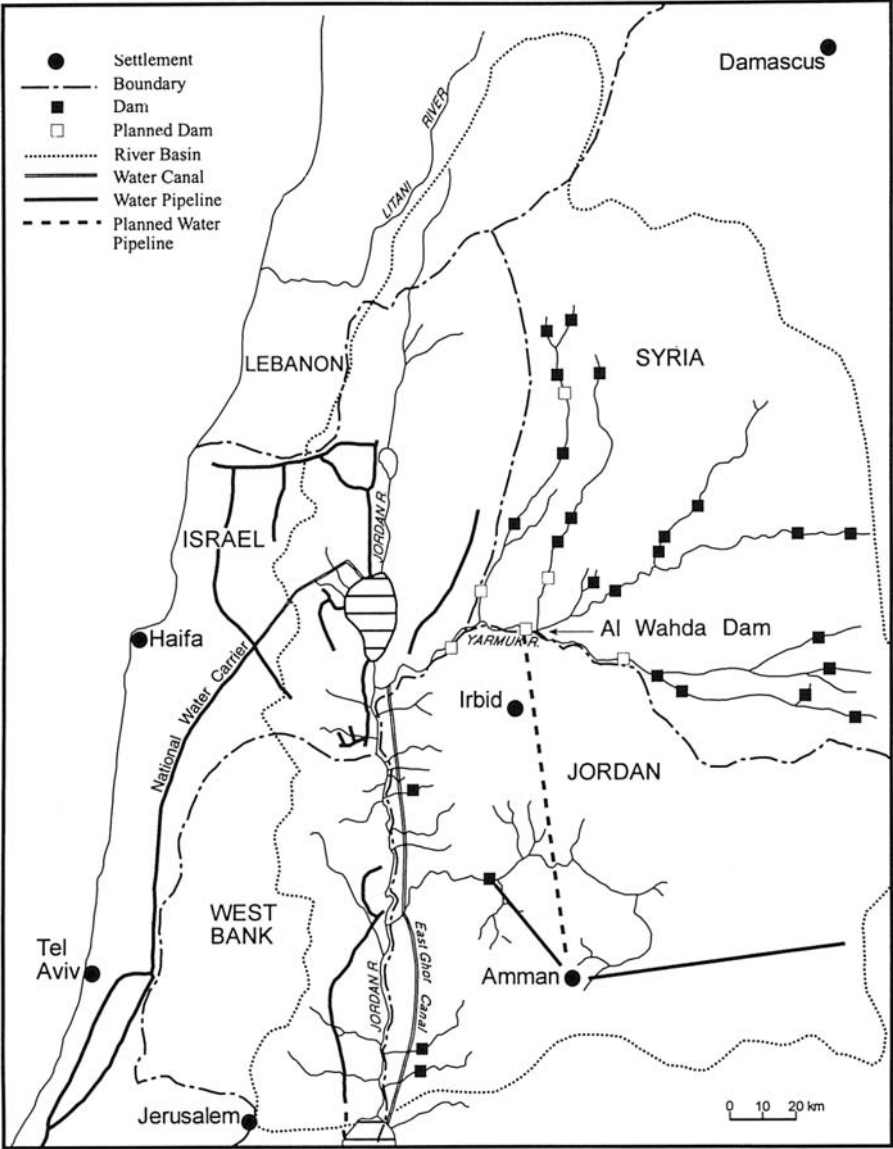 Settlement
Boundary
Dam
Planned Dam
River Basin
Water Canal
Water Pipeline
Planned Water
Pipeline
Damascus
LITANI RIVER
LEBANON
SYRIA
ISRAEL
JORDAN R.
Haifa
National Water Carrier
YARMUK R.
Al Wahda Dam
Irbid
JORDAN
WEST
BANK
Tel
Aviv
JORDAN R.
East Ghor Canal
Amman
Jerusalem
0 10 20 km